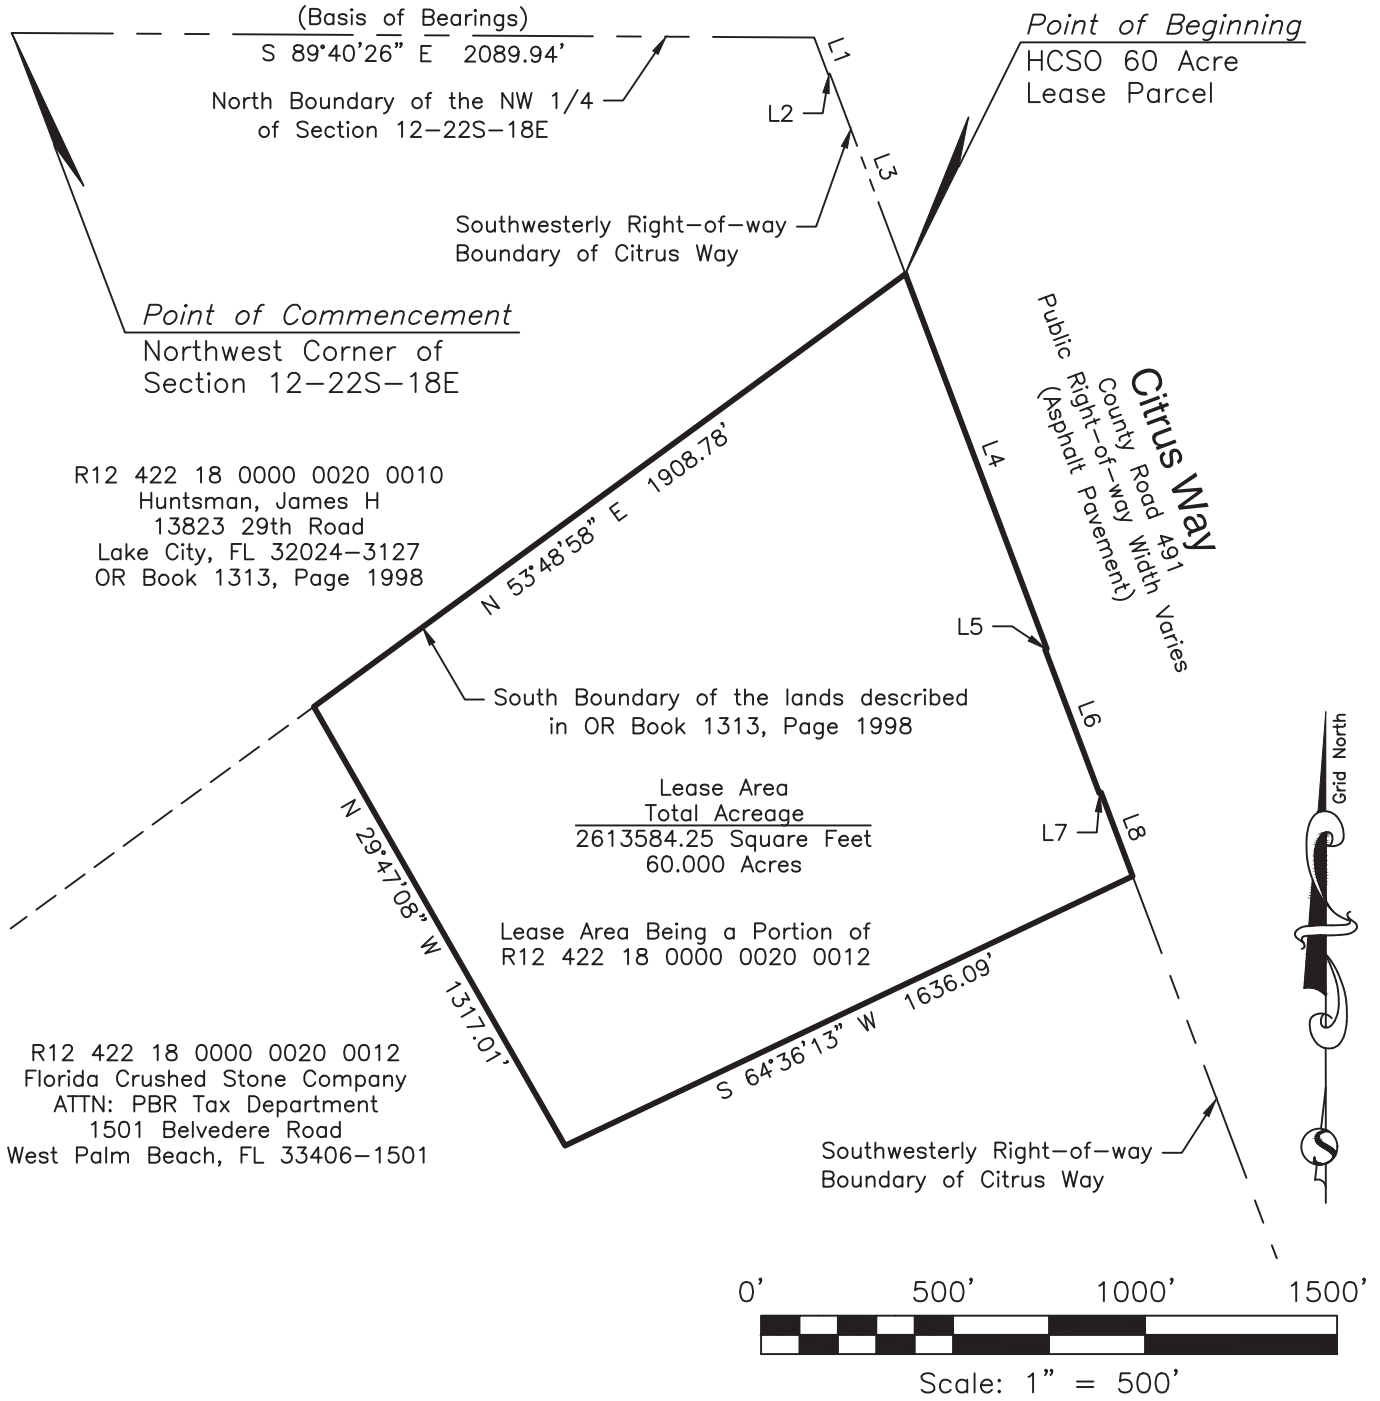 (Basis of Bearings)
S 89°40'26" E 2089.94'
North Boundary of the NW 1/4
of Section 12-22S-18E
L1
L2
L3
Point of Beginning
HCSO 60 Acre
Lease Parcel
Southwesterly Right-of-way
Boundary of Citrus Way
Point of Commencement
Northwest Corner of
Section 12-22S-18E
Citrus Way
County Road 491
Public Right-of-way Width Varies
(Asphalt Pavement)
R12 422 18 0000 0020 0010
Huntsman, James H
13823 29th Road
Lake City, FL 32024-3127
OR Book 1313, Page 1998
N 53°48'58" E 1908.78'
L4
L5
South Boundary of the lands described
in OR Book 1313, Page 1998
L6
Lease Area
Total Acreage
2613584.25 Square Feet
60.000 Acres
L7
L8
Grid North
N 29°47'08" W 1317.01'
Lease Area Being a Portion of
R12 422 18 0000 0020 0012
S 64°36'13" W 1636.09'
R12 422 18 0000 0020 0012
Florida Crushed Stone Company
ATTN: PBR Tax Department
1501 Belvedere Road
West Palm Beach, FL 33406-1501
Southwesterly Right-of-way
Boundary of Citrus Way
S
0' 500' 1000' 1500'
Scale: 1" = 500'